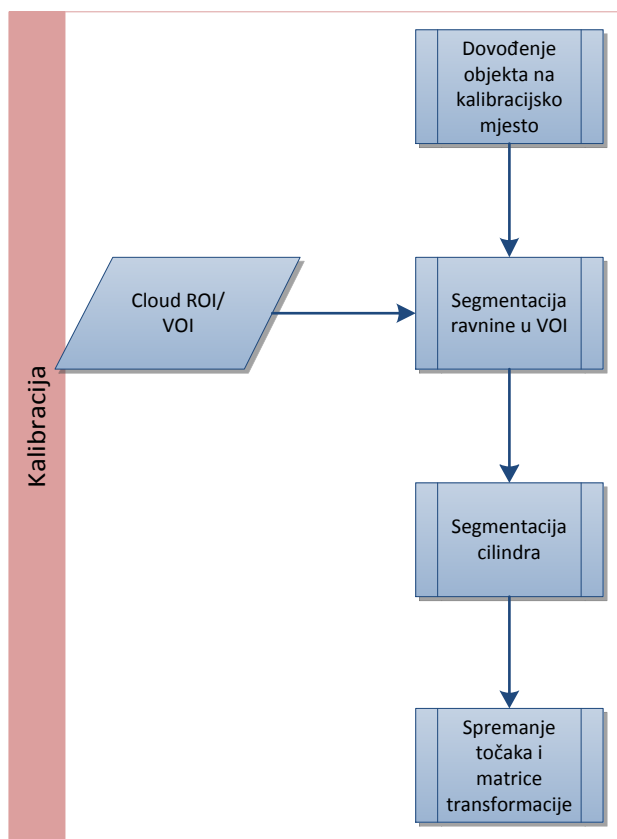 Kalibracija
Dovođenje
objekta na
kalibracijsko
mjesto
Cloud ROI/
VOI
Segmentacija
ravnine u VOI
Segmentacija
cilindra
Spremanje
točaka i
matrice
transformacije